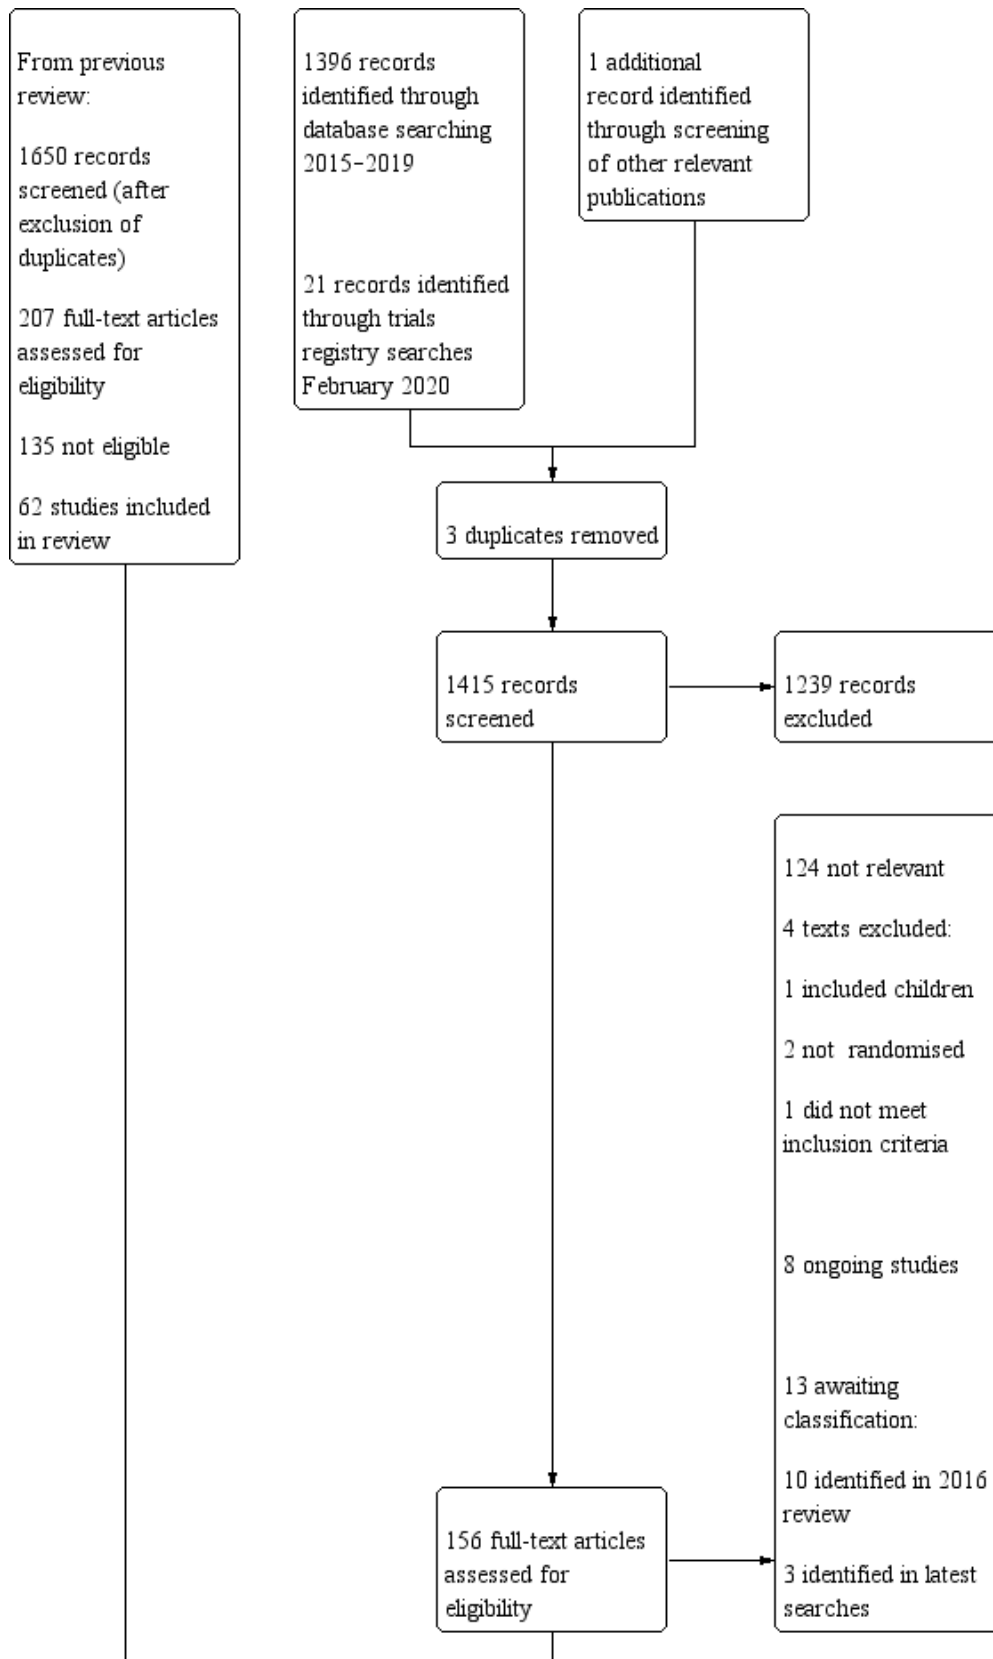 From previous
review:
1650 records
screened (after
exclusion of
duplicates)
207 full-text articles
assessed for
eligibility
135 not eligible
62 studies included
in review
1396 records
identified through
database searching
2015-2019
21 records identified
through trials
registry searches
February 2020
1 additional
record identified
through screening
of other relevant
publications
3 duplicates removed
1415 records
screened
1239 records
excluded
156 full-text articles
assessed for
eligibility
124 not relevant
4 texts excluded:
1 included children
2 not randomised
1 did not meet
inclusion criteria
8 ongoing studies
13 awaiting
classification:
10 identified in 2016
review
3 identified in latest
searches